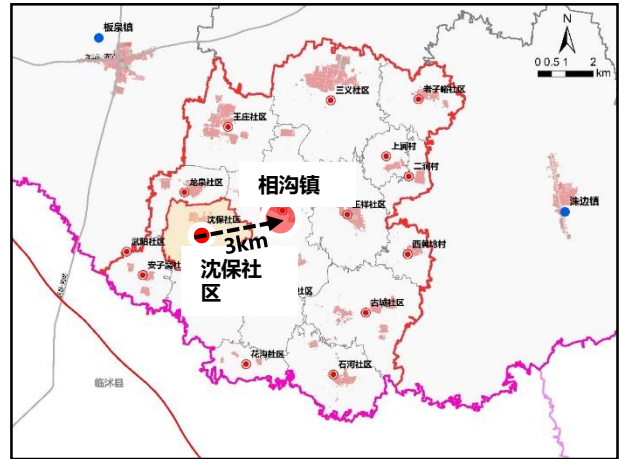 板泉镇
N
0 0.5 1 2
km
三义社区
老子峪社区
王庄社区
上涧村
二涧村
龙泉社区
相沟镇
沈保社区
王祥社区
洙边镇
3km
武阳社区
西黄埝村
沈保社
区
安子沟社区
社区
古城社区
花沟社区
石河社区
临沭县